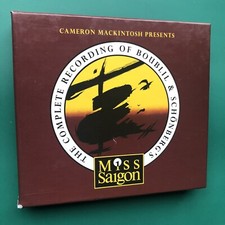 CAMERON MACKINTOSH PRESENTS
THE COMPLETE RECORDING OF BOUBLIL & SCHÖNBERG'S
Miss
Saigon